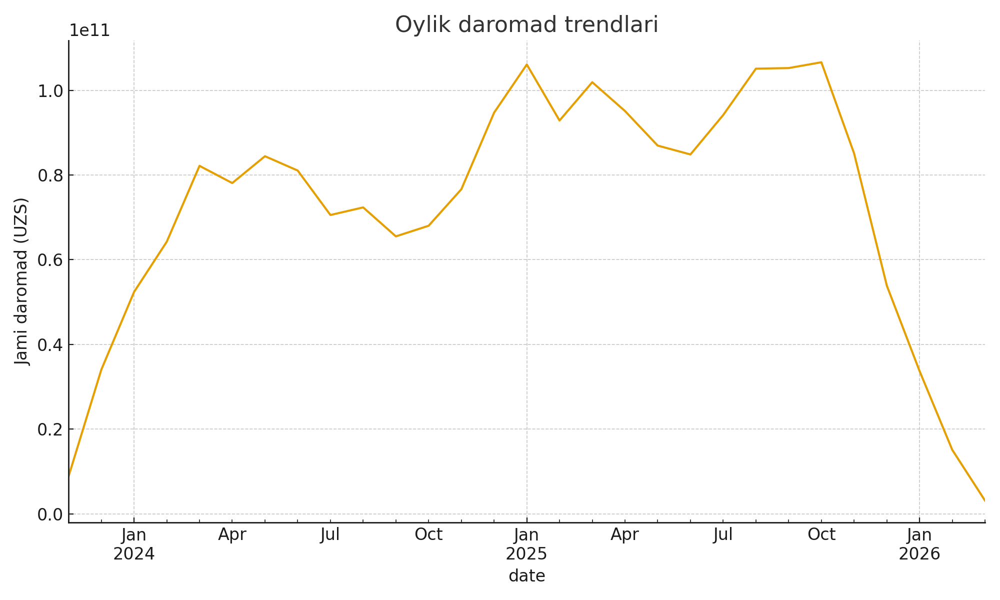 Oylik daromad trendlari
1e11
1.0
0.8
0.6
0.4
0.2
0.0
Jami daromad (UZS)
Jan Apr Jul Oct Jan Apr Jul Oct Jan
2024 2025 2026
date